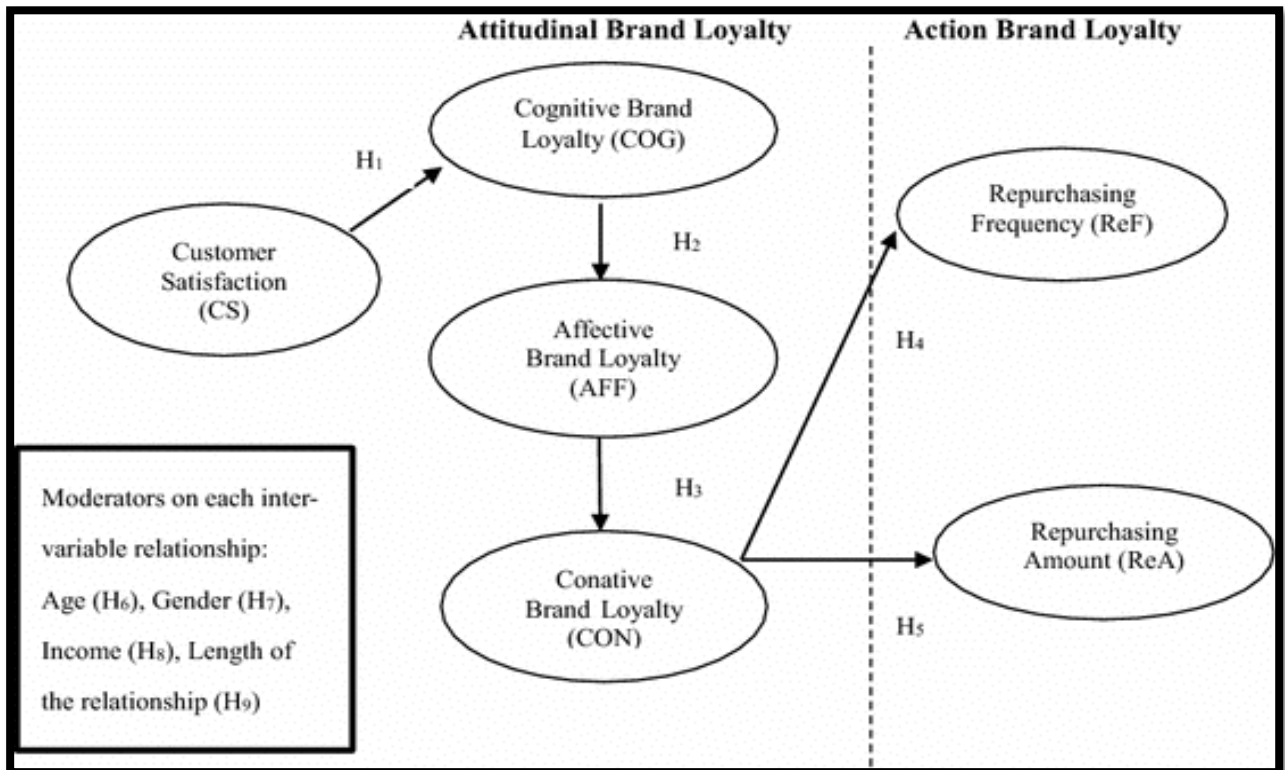 Attitudinal Brand Loyalty
Action Brand Loyalty
Cognitive Brand
Loyalty (COG)
H₁
Repurchasing
Frequency (ReF)
Customer
Satisfaction
(CS)
H₂
Affective
Brand Loyalty
(AFF)
H₄
H₃
Moderators on each inter-
variable relationship:
Age (H₆), Gender (H₇),
Income (H₈), Length of
the relationship (H₉)
Conative
Brand Loyalty
(CON)
Repurchasing
Amount (ReA)
H₅